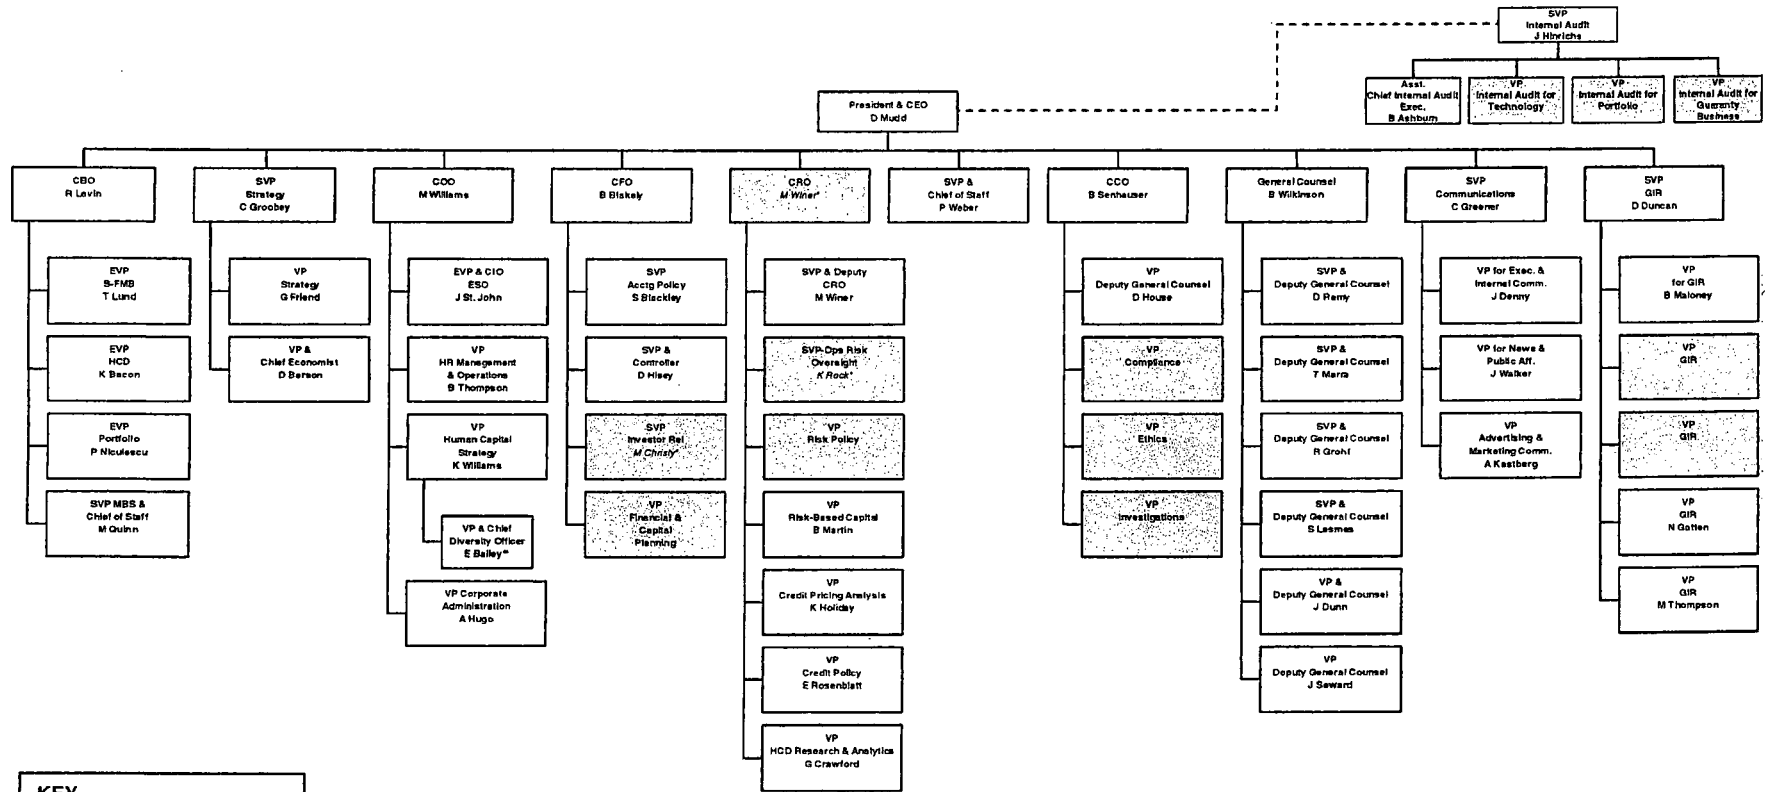 SVP
Internal Audit
J Hinrichs
Asst.
Chief Internal Audit
Exec.
B Ashburn
VP
Internal Audit for
Technology
VP
Internal Audit for
Portfolio
VP
Internal Audit for
Guaranty
Business
President & CEO
D Mudd
CBO
R Levin
EVP
S-FMB
T Lund
EVP
HCD
K Bacon
EVP
Portfolio
P Niculescu
SVP MBS &
Chief of Staff
M Quinn
SVP
Strategy
C Groobey
VP
Strategy
G Friend
VP &
Chief Economist
D Berson
COO
M Williams
EVP & CIO
ESO
J St. John
VP
HR Management
& Operations
B Thompson
VP
Human Capital
Strategy
K Williams
VP & Chief
Diversity Officer
E Bailey**
VP Corporate
Administration
A Hugo
CFO
B Blakely
SVP
Acctg Policy
S Blackley
SVP &
Controller
D Hisey
SVP
Investor Rel
M Christy*
VP
Financial &
Capital
Planning
CRO
M Winer*
SVP & Deputy
CRO
M Winer
SVP-Ops Risk
Oversight
K Rock*
VP
Risk Policy
VP
Risk-Based Capital
B Martin
VP
Credit Pricing Analysis
K Holiday
VP
Credit Policy
E Rosenblatt
VP
HCD Research & Analytics
G Crawford
SVP &
Chief of Staff
P Weber
CCO
B Senhauser
VP
Deputy General Counsel
D House
VP
Compliance
VP
Ethics
VP
Investigations
General Counsel
B Wilkinson
SVP &
Deputy General Counsel
D Remy
SVP &
Deputy General Counsel
T Marra
SVP &
Deputy General Counsel
R Grohl
SVP &
Deputy General Counsel
S Lesmes
VP &
Deputy General Counsel
J Dunn
VP
Deputy General Counsel
J Seward
SVP
Communications
C Greener
VP for Exec. &
Internal Comm.
J Denny
VP for News &
Public Aff.
J Walker
VP
Advertising &
Marketing Comm.
A Kestberg
SVP
GIR
D Duncan
VP
for GIR
B Maloney
VP
GIR
VP
GIR
VP
GIR
N Gatten
VP
GIR
M Thompson
KEY